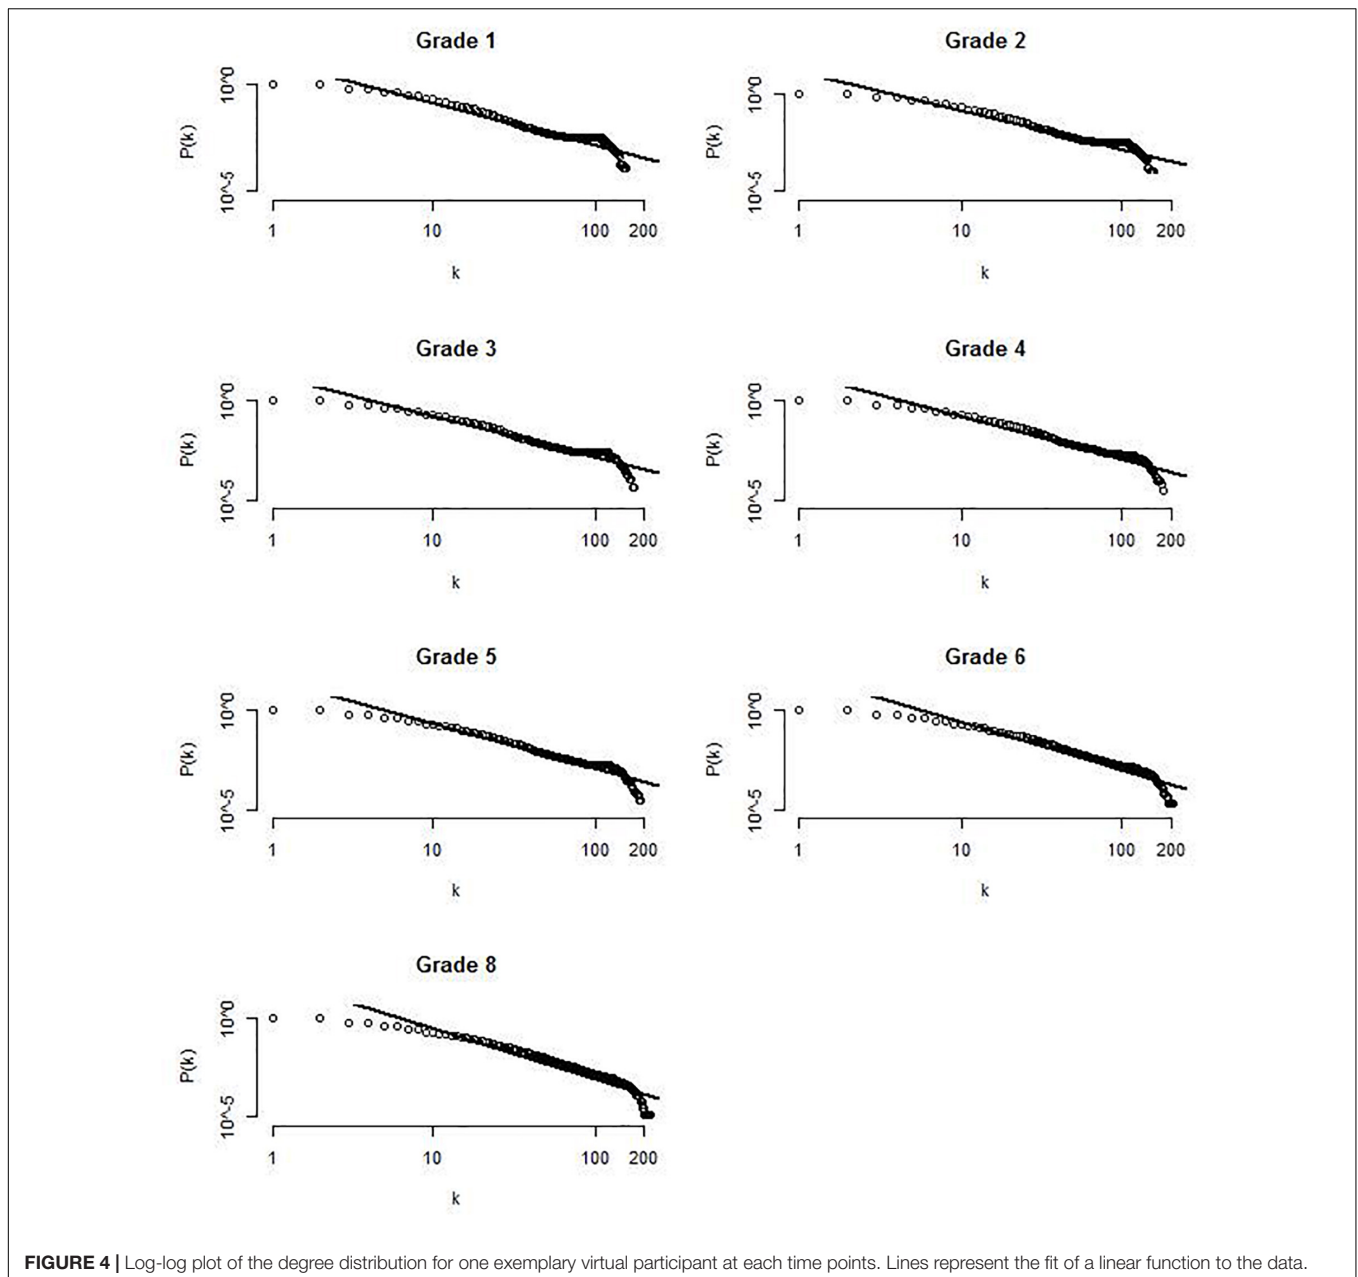 Grade 1
10^0
10^-5
P(k)
1 10 100 200
k
Grade 2
10^0
10^-5
P(k)
1 10 100 200
k
Grade 3
10^0
10^-5
P(k)
1 10 100 200
k
Grade 4
10^0
10^-5
P(k)
1 10 100 200
k
Grade 5
10^0
10^-5
P(k)
1 10 100 200
k
Grade 6
10^0
10^-5
P(k)
1 10 100 200
k
Grade 8
10^0
10^-5
P(k)
1 10 100 200
k
FIGURE 4 | Log-log plot of the degree distribution for one exemplary virtual participant at each time points. Lines represent the fit of a linear function to the data.